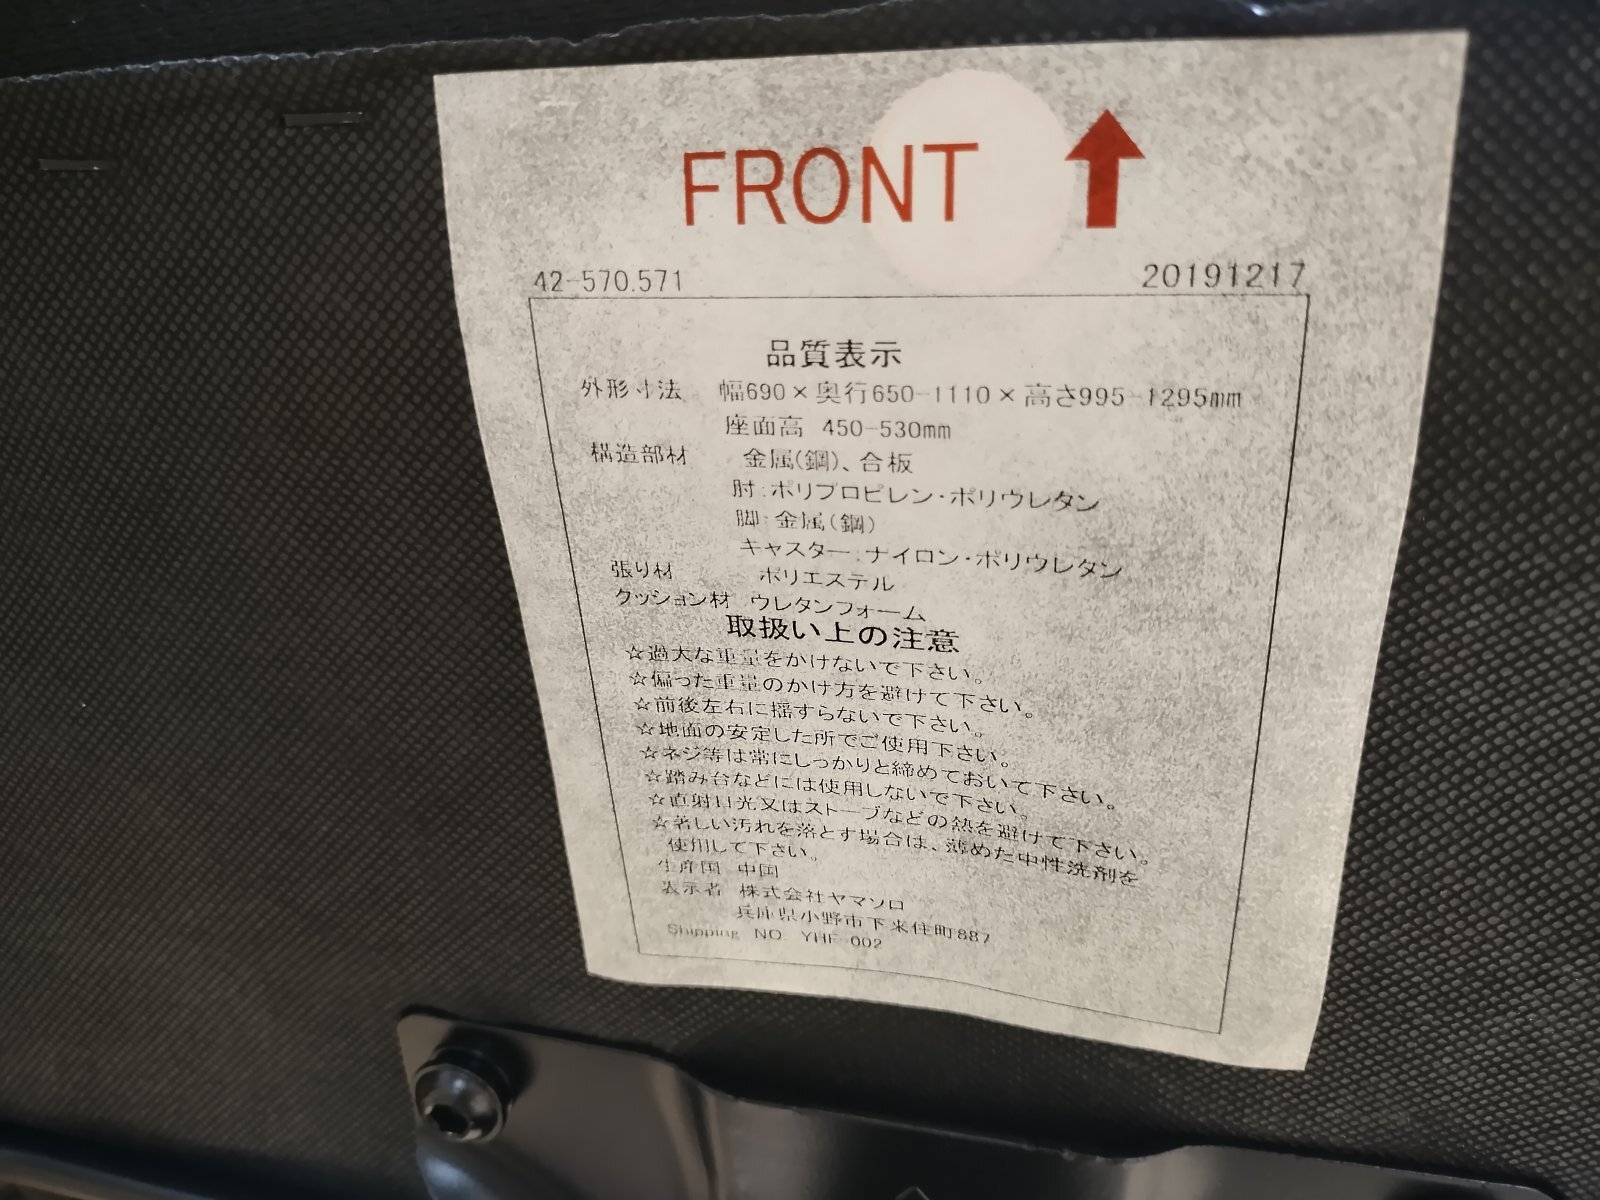 FRONT ↑
42-570.571 20191217
品質表示
外形寸法 幅690×奥行650-1110×高さ995-1295mm
座面高 450-530mm
構造部材 金属(鋼)、合板
肘:ポリプロピレン・ポリウレタン
脚:金属(鋼)
キャスター:ナイロン・ポリウレタン
張り材 ポリエステル
クッション材 ウレタンフォーム
取扱い上の注意
☆過大な重量をかけないで下さい。
☆偏った重量のかけ方を避けて下さい。
☆前後左右に揺すらないで下さい。
☆地面の安定した所でご使用下さい。
☆ネジ等は常にしっかりと締めておいて下さい。
☆踏み台などには使用しないで下さい。
☆直射日光又はストーブなどの熱を避けて下さい。
☆著しい汚れを落とす場合は、薄めた中性洗剤を
使用して下さい。
生産国 中国
表示者 株式会社ヤマソロ
兵庫県小野市下来住町887
Shipping NO. YHF-002